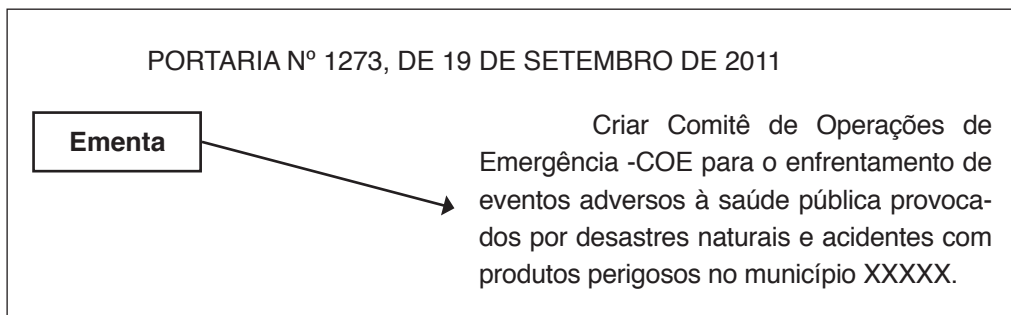 PORTARIA Nº 1273, DE 19 DE SETEMBRO DE 2011
Ementa
Criar Comitê de Operações de
Emergência -COE para o enfrentamento de
eventos adversos à saúde pública provoca-
dos por desastres naturais e acidentes com
produtos perigosos no município XXXXX.